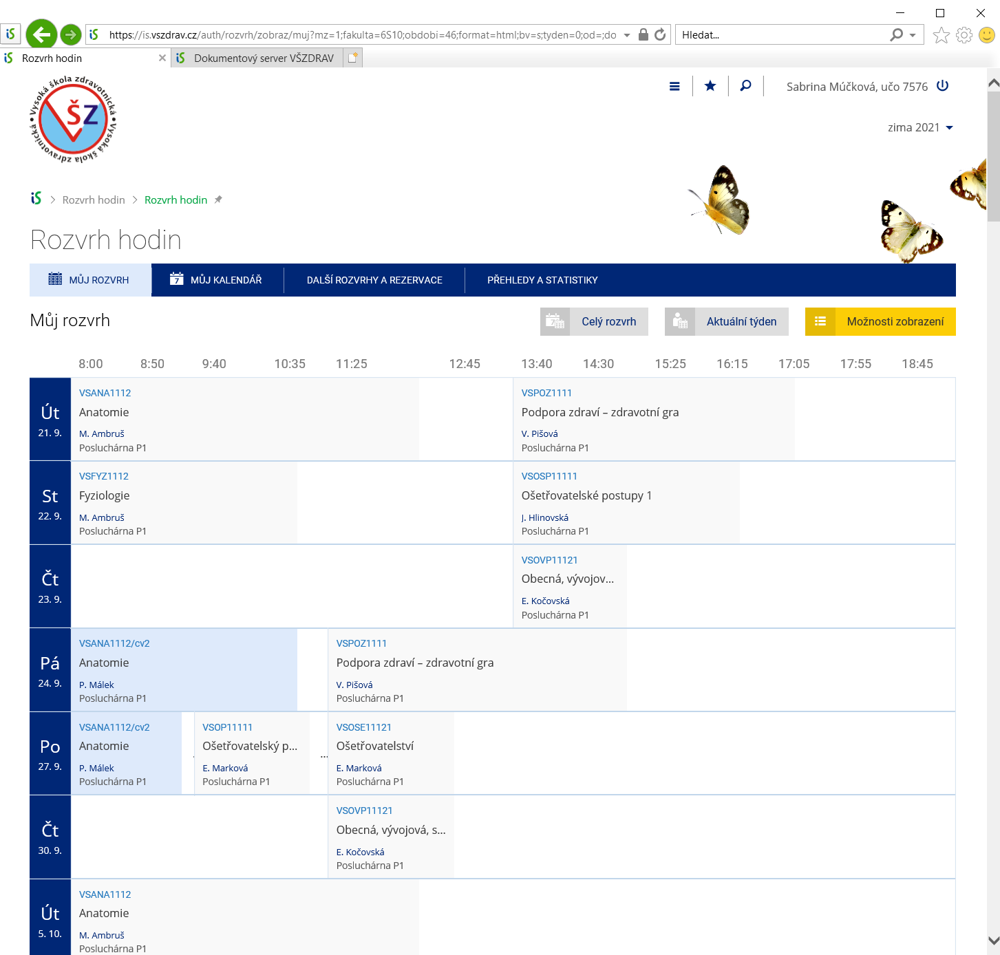 https://is.vszdrav.cz/auth/rozvrh/zobraz/muj?mz=1;fakulta=6S10;obdobi=46;format=html;bv=s;tyden=0;od=;do
Hledat...
Rozvrh hodin
Dokumentový server VŠZDRAV
Vysoká škola zdravotnická • Vysoká škola zdravotnická •
VŠZ
Sabrina Múčková, učo 7576
zima 2021
iS > Rozvrh hodin > Rozvrh hodin
Rozvrh hodin
MŮJ ROZVRH
7 MŮJ KALENDÁŘ
DALŠÍ ROZVRHY A REZERVACE
PŘEHLEDY A STATISTIKY
Můj rozvrh
Celý rozvrh
Aktuální týden
Možnosti zobrazení
8:00 8:50 9:40 10:35 11:25 12:45 13:40 14:30 15:25 16:15 17:05 17:55 18:45
Út
21. 9.
VSANA1112
Anatomie
M. Ambruš
Posluchárna P1
VSPOZ1111
Podpora zdraví – zdravotní gra
V. Pišová
Posluchárna P1
St
22. 9.
VSFYZ1112
Fyziologie
M. Ambruš
Posluchárna P1
VSOSP11111
Ošetřovatelské postupy 1
J. Hlinovská
Posluchárna P1
Čt
23. 9.
VSOVP11121
Obecná, vývojov...
E. Kočovská
Posluchárna P1
Pá
24. 9.
VSANA1112/cv2
Anatomie
P. Málek
Posluchárna P1
VSPOZ1111
Podpora zdraví – zdravotní gra
V. Pišová
Posluchárna P1
Po
27. 9.
VSANA1112/cv2
Anatomie
P. Málek
Posluchárna P1
VSOP11111
Ošetřovatelský p...
E. Marková
Posluchárna P1
...
VSOSE11121
Ošetřovatelství
E. Marková
Posluchárna P1
Čt
30. 9.
VSOVP11121
Obecná, vývojová, s...
E. Kočovská
Posluchárna P1
Út
5. 10.
VSANA1112
Anatomie
M. Ambruš
Posluchárna P1